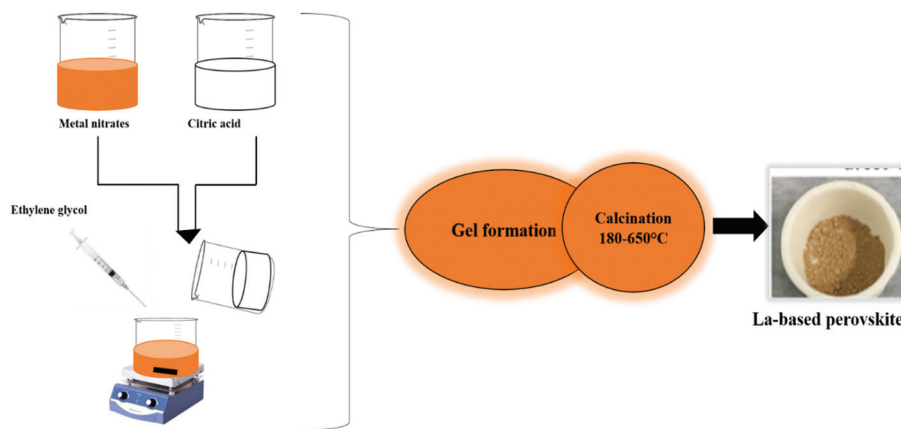 Metal nitrates
Citric acid
Ethylene glycol
Gel formation
Calcination
180-650°C
La-based perovskite